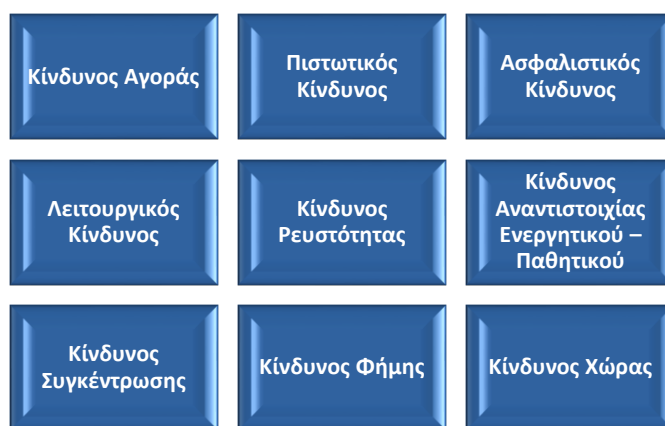 Κίνδυνος Αγοράς
Πιστωτικός
Κίνδυνος
Ασφαλιστικός
Κίνδυνος
Λειτουργικός
Κίνδυνος
Κίνδυνος
Ρευστότητας
Κίνδυνος
Αναντιστοιχίας
Ενεργητικού –
Παθητικού
Κίνδυνος
Συγκέντρωσης
Κίνδυνος Φήμης
Κίνδυνος Χώρας